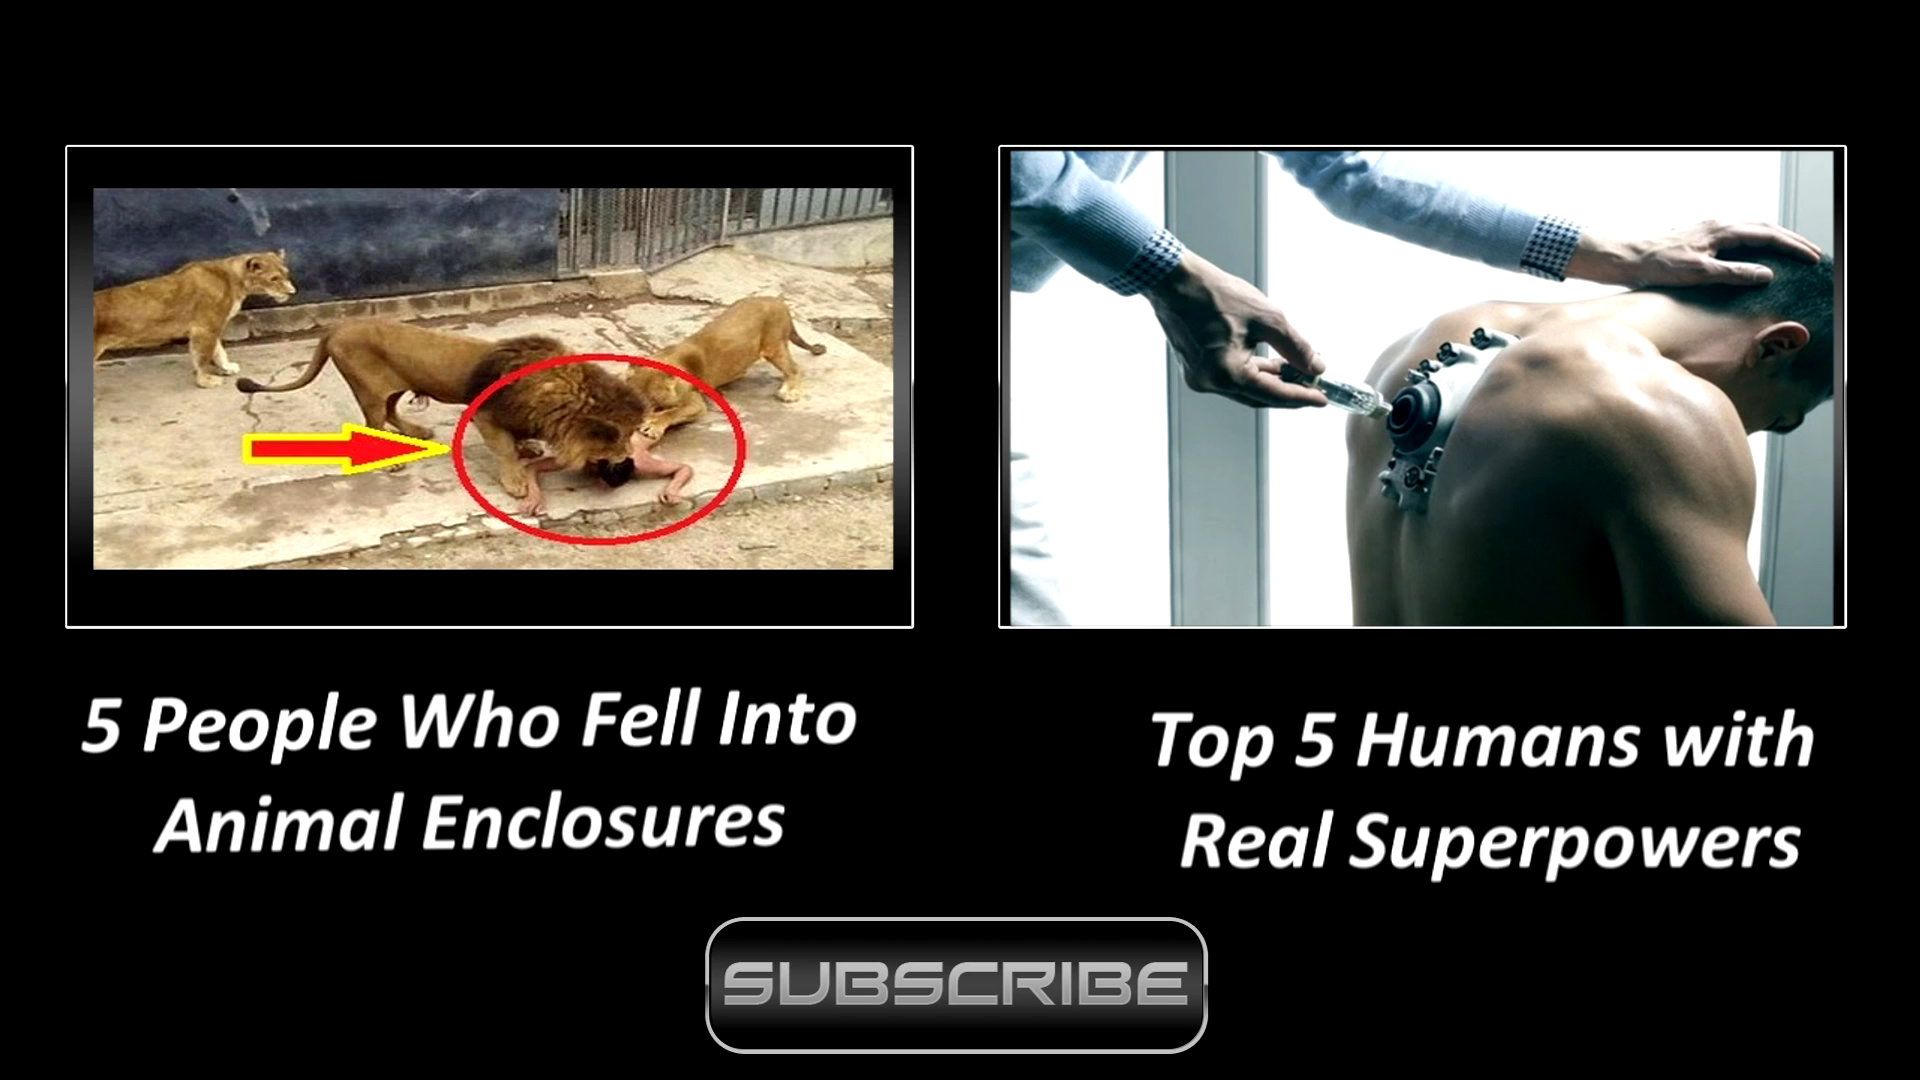 5 People Who Fell Into
Animal Enclosures
Top 5 Humans with
Real Superpowers
SUBSCRIBE